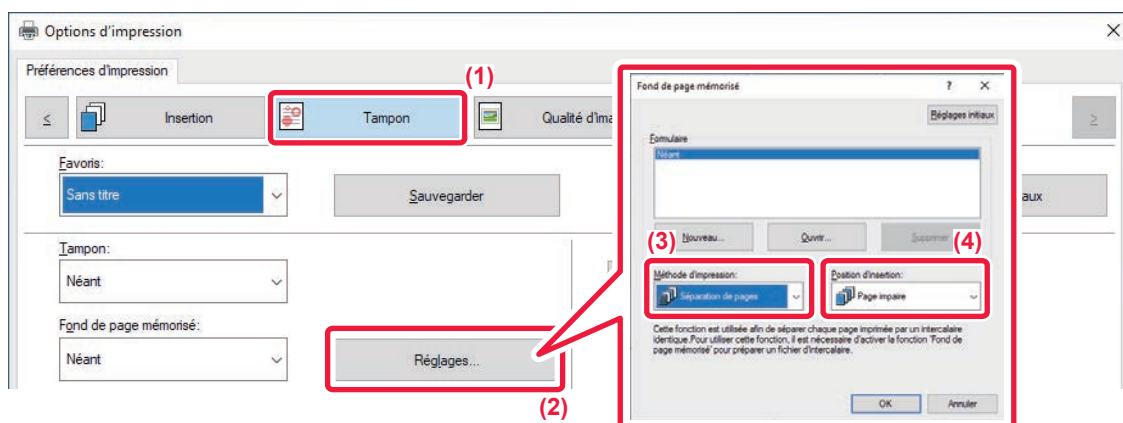 Options d'impression
Préférences d'impression
(1)
Insertion
Tampon
Qualité d'ima
Favoris:
Sans titre
Sauvegarder
aux
Tampon:
Néant
Fond de page mémorisé:
Néant
Réglages...
(2)
Fond de page mémorisé
?
Réglages initiaux
Formulaire
Néant
Nouveau...
Ouvrir...
Supprimer
(3)
(4)
Méthode d'impression:
Position d'insertion:
Séparation de pages
Page impaire
Cette fonction est utilisée afin de séparer chaque page imprimée par un intercalaire
identique.Pour utiliser cette fonction, il est nécessaire d'activer la fonction 'Fond de
page mémorisé' pour préparer un fichier d'intercalaire.
OK
Annuler